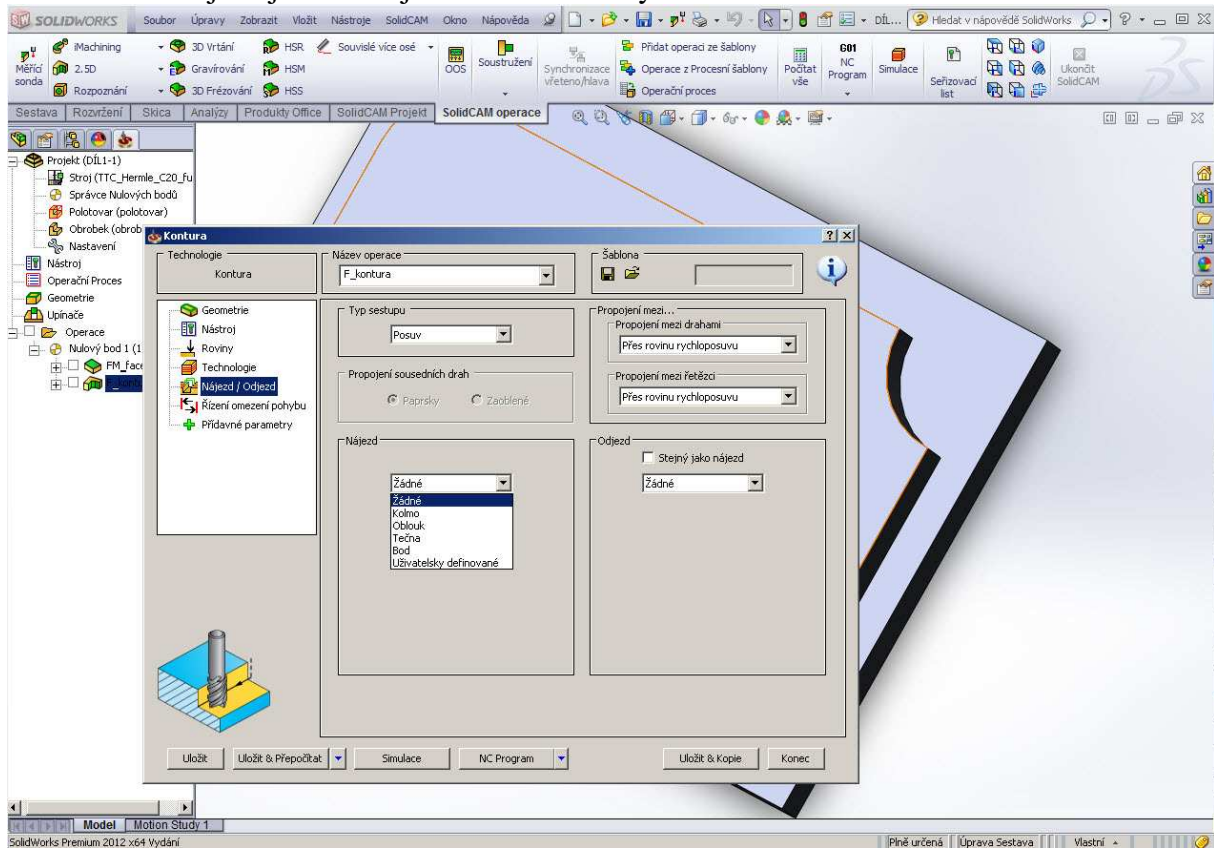 SOLIDWORKS Soubor Úpravy Zobrazit Vložit Nástroje SolidCAM Okno Nápověda DÍL... Hledat v nápovědě SolidWorks
iMachining 3D Vrtání HSR Souvislé více osé Přidat operaci ze šablony
Měřící sonda 2.5D Gravírování HSM OOS Soustružení Synchronizace vřeteno/hlava Operace z Procesní šablony Počítat vše G01 NC Program Simulace Seřizovací list Ukončit SolidCAM
Rozpoznání 3D Frézování HSS Operační proces
Sestava Rozvržení Skica Analýzy Produkty Office SolidCAM Projekt SolidCAM operace
Projekt (DÍL1-1)
Stroj (TTC_Hermle_C20_fu
Správce Nulových bodů
Polotovar (polotovar)
Obrobek (obrob
Nastavení
Nástroj
Operační Proces
Geometrie
Upínače
Operace
Nulový bod 1 (1
FM_face
Kontura
Technologie
Kontura
Název operace
F_kontura
Šablona
Geometrie
Nástroj
Roviny
Technologie
Nájezd / Odjezd
Řízení omezení pohybu
Přídavné parametry
Typ sestupu
Posuv
Propojení sousedních drah
Paprsky Zaoblené
Propojení mezi...
Propojení mezi drahami
Přes rovinu rychloposuvu
Propojení mezi řetězci
Přes rovinu rychloposuvu
Nájezd
Žádné
Žádné
Kolmo
Oblouk
Tečna
Bod
Uživatelsky definované
Odjezd
Stejný jako nájezd
Žádné
Uložit Uložit & Přepočítat Simulace NC Program Uložit & Kopie Konec
Model Motion Study 1
SolidWorks Premium 2012 x64 Vydání Plně určená Úprava Sestava Vlastní